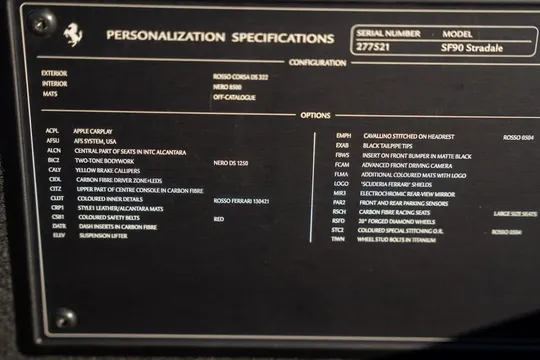 PERSONALIZATION SPECIFICATIONS
SERIAL NUMBER MODEL
277521 SF90 Stradale
CONFIGURATION
EXTERIOR ROSSO CORSA DS 322
INTERIOR NERO 8500
MATS OFF-CATALOGUE
OPTIONS
ACPL APPLE CARPLAY
AFSU AFS SYSTEM, USA
ALCN CENTRAL PART OF SEATS IN INTC ALCANTARA
BIC2 TWO-TONE BODYWORK NERO DS 1250
CALY YELLOW BRAKE CALLIPERS
CIDL CARBON FIBRE DRIVER ZONE+LEDS
CITZ UPPER PART OF CENTRE CONSOLE IN CARBON FIBRE
CLDT COLOURED INNER DETAILS ROSSO FERRARI 130421
CRP1 STYLE1 LEATHER/ALCANTARA MATS
CSB1 COLOURED SAFETY BELTS RED
DATK DASH INSERTS IN CARBON FIBRE
ELEV SUSPENSION LIFTER
EMPH CAVALLINO STITCHED ON HEADREST ROSSO 0504
EXAB BLACK TAILPIPE TIPS
FBWS INSERT ON FRONT BUMPER IN MATTE BLACK
FCAM ADVANCED FRONT DRIVING CAMERA
FLMA ADDITIONAL COLOURED MATS WITH LOGO
LOGO "SCUDERIA FERRARI" SHIELDS
MIR3 ELECTROCHROMIC REAR-VIEW MIRROR
PAR2 FRONT AND REAR PARKING SENSORS
RSCH CARBON FIBRE RACING SEATS LARGE SIZE SEATS
RSFD 20" FORGED DIAMOND WHEELS
STC2 COLOURED SPECIAL STITCHING O.R. ROSSO 0504
TIWN WHEEL STUD BOLTS IN TITANIUM